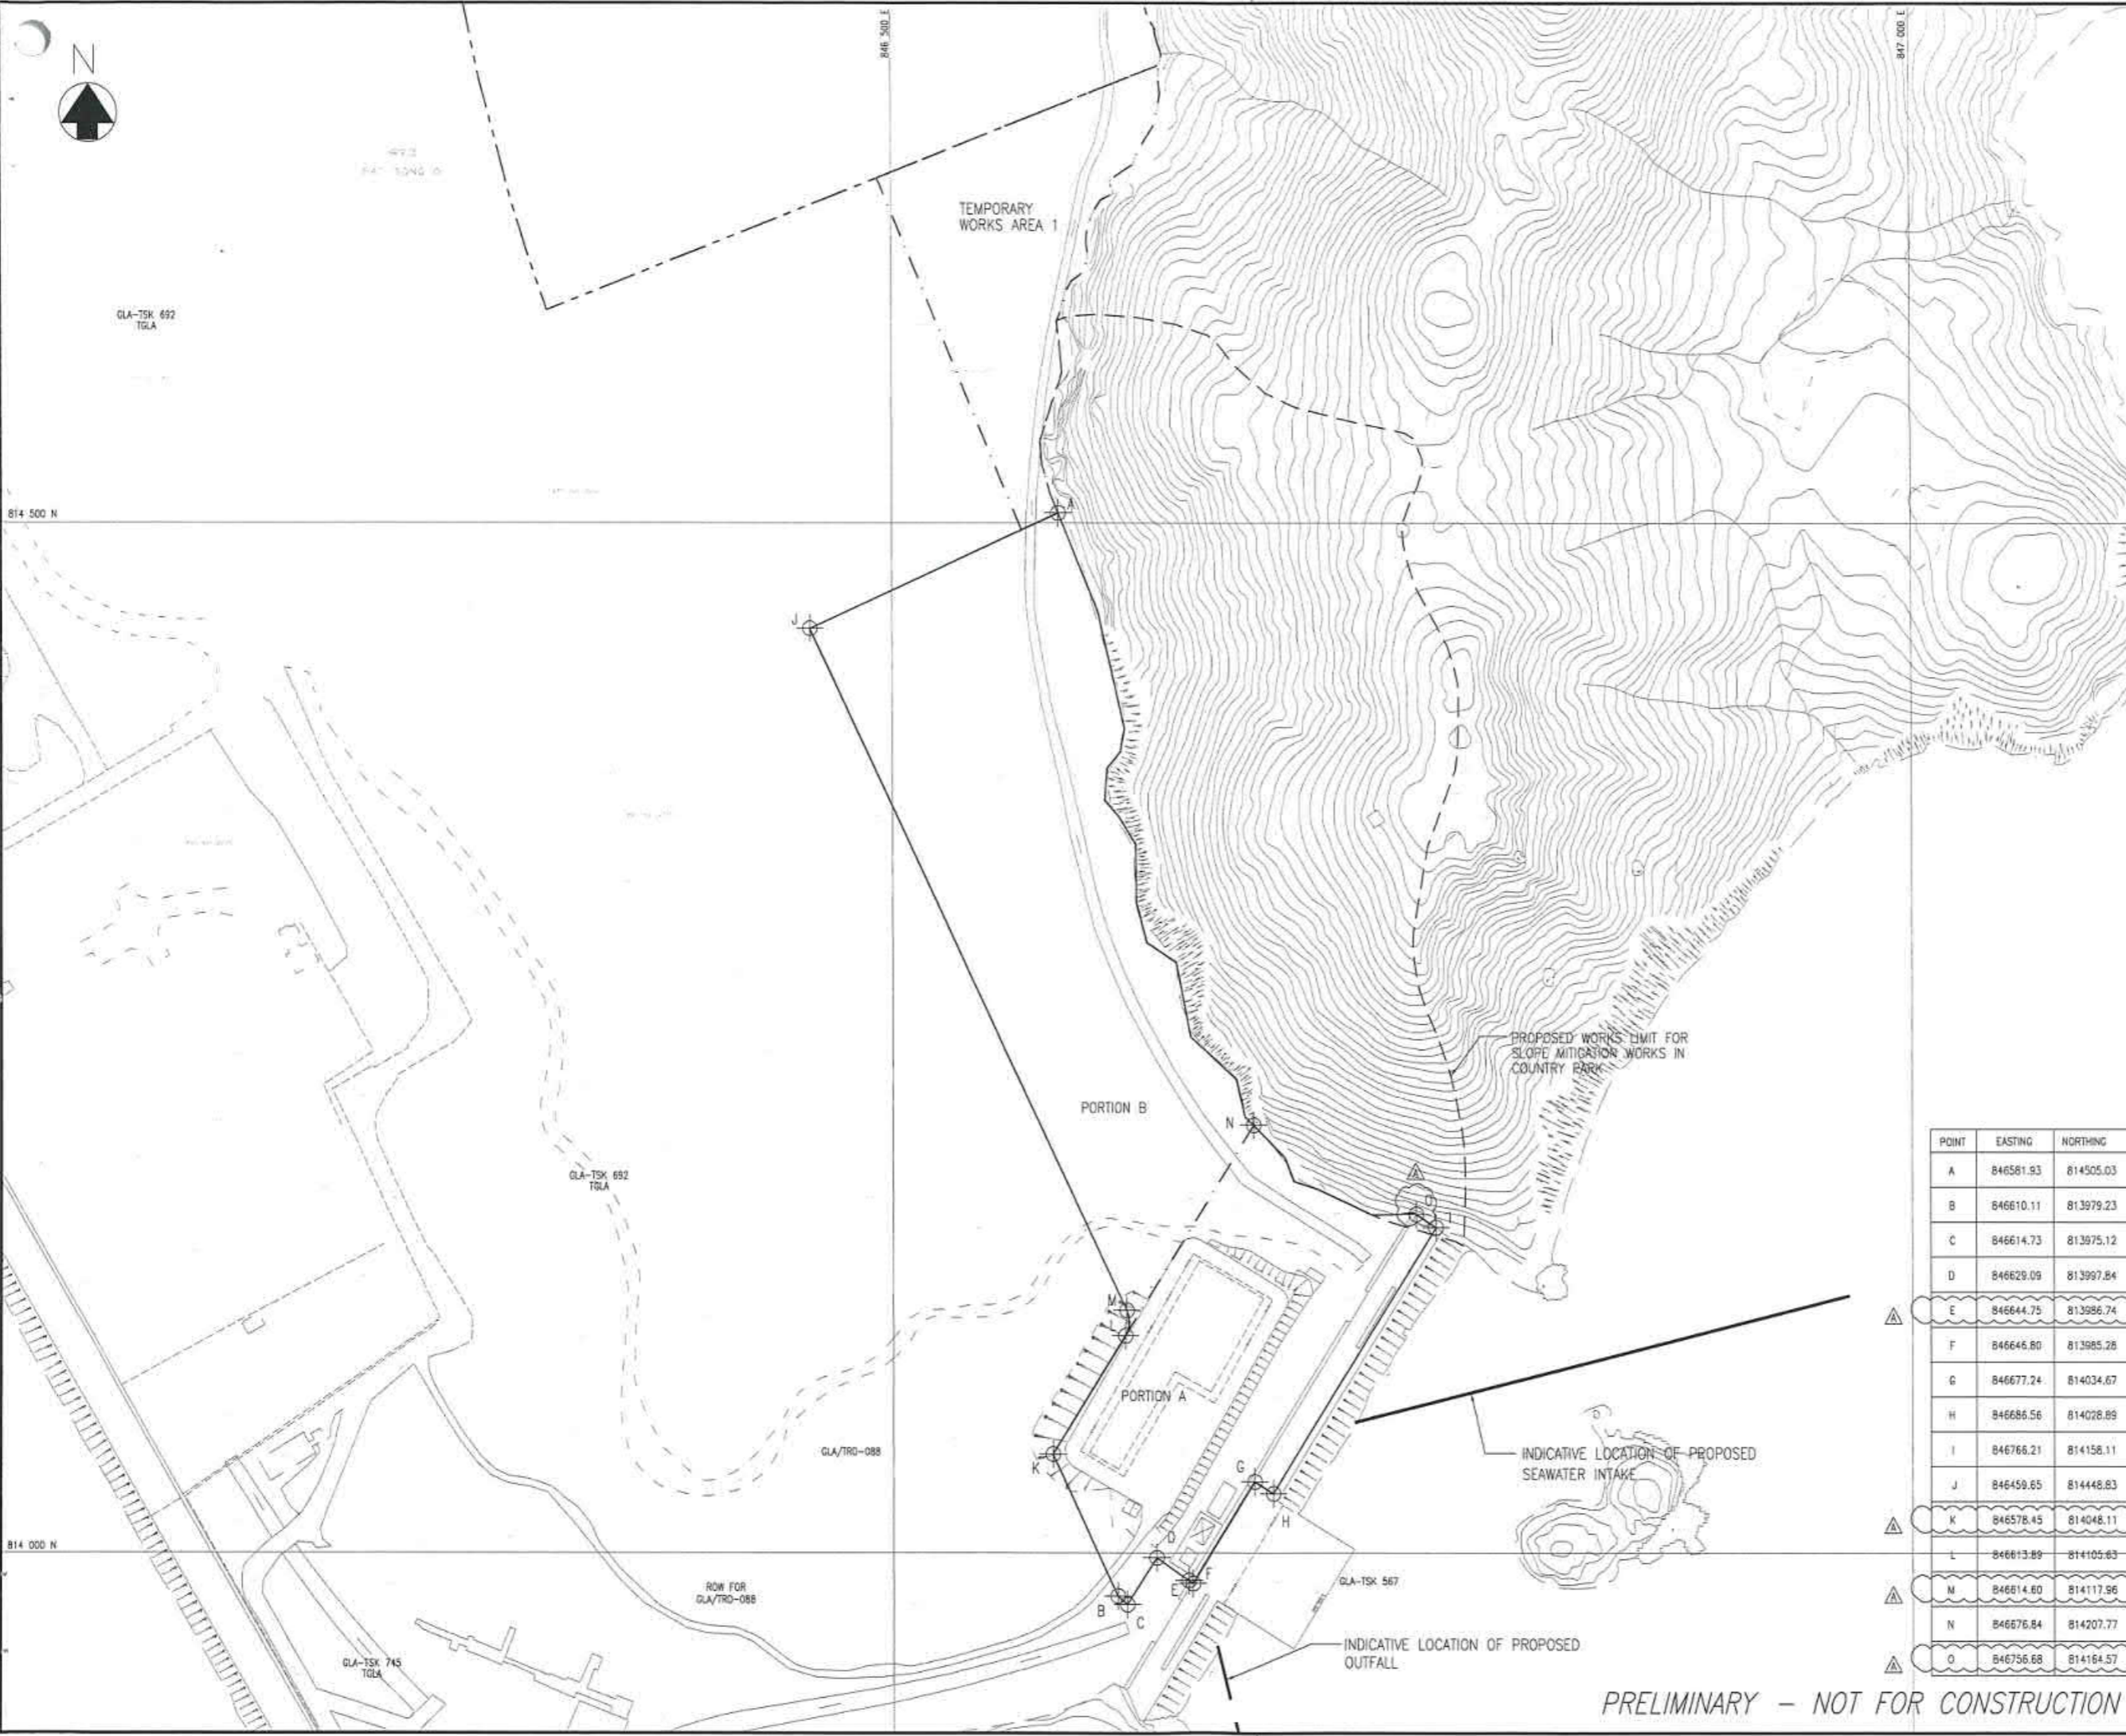 N
846 500 E
847 000 E
TEMPORARY
WORKS AREA 1
GLA-TSK 692
TGLA
814 500 N
A
J
PROPOSED WORKS LIMIT FOR
SLOPE MITIGATION WORKS IN
COUNTRY PARK
PORTION B
N
A
O
I
GLA-TSK 692
TGLA
M
L
PORTION A
K
G
H
GLA/TRO-088
INDICATIVE LOCATION OF PROPOSED
SEAWATER INTAKE
D
814 000 N
E
F
B
C
GLA-TSK 567
ROW FOR
GLA/TRO-088
INDICATIVE LOCATION OF PROPOSED
OUTFALL
GLA-TSK 745
TGLA
POINT EASTING NORTHING
A 846581.93 814505.03
B 846610.11 813979.23
C 846614.73 813975.12
D 846629.09 813997.84
A E 846644.75 813986.74
F 846646.80 813985.28
G 846677.24 814034.67
H 846686.56 814028.89
I 846766.21 814158.11
J 846459.65 814448.83
A K 846578.45 814048.11
L 846613.89 814105.63
A M 846614.60 814117.96
N 846676.84 814207.77
A O 846756.68 814164.57
PRELIMINARY - NOT FOR CONSTRUCTION